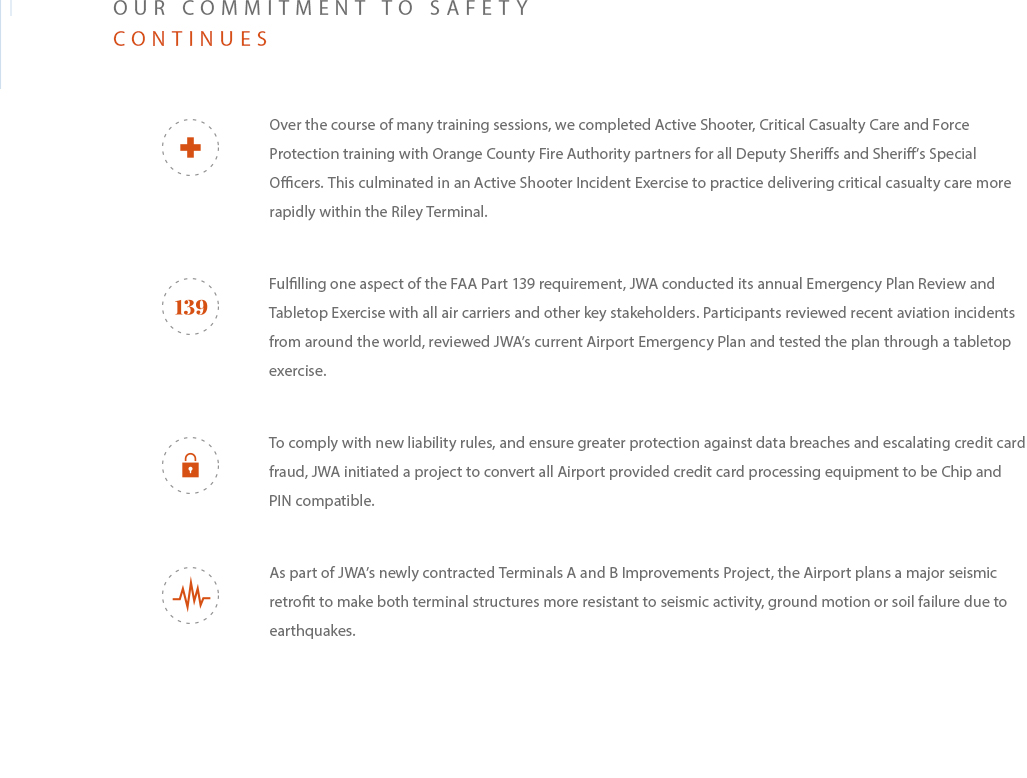 OUR COMMITMENT TO SAFETY
CONTINUES
Over the course of many training sessions, we completed Active Shooter, Critical Casualty Care and Force
Protection training with Orange County Fire Authority partners for all Deputy Sheriffs and Sheriff’s Special
Officers. This culminated in an Active Shooter Incident Exercise to practice delivering critical casualty care more
rapidly within the Riley Terminal.
139
Fulfilling one aspect of the FAA Part 139 requirement, JWA conducted its annual Emergency Plan Review and
Tabletop Exercise with all air carriers and other key stakeholders. Participants reviewed recent aviation incidents
from around the world, reviewed JWA’s current Airport Emergency Plan and tested the plan through a tabletop
exercise.
To comply with new liability rules, and ensure greater protection against data breaches and escalating credit card
fraud, JWA initiated a project to convert all Airport provided credit card processing equipment to be Chip and
PIN compatible.
As part of JWA’s newly contracted Terminals A and B Improvements Project, the Airport plans a major seismic
retrofit to make both terminal structures more resistant to seismic activity, ground motion or soil failure due to
earthquakes.